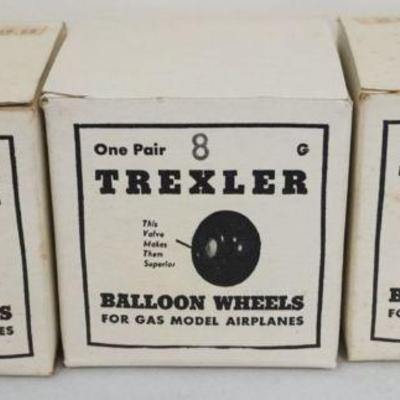 One Pair 8 G
TREXLER
This
Valve
Makes
Them
Superior
BALLOON WHEELS
FOR GAS MODEL AIRPLANES